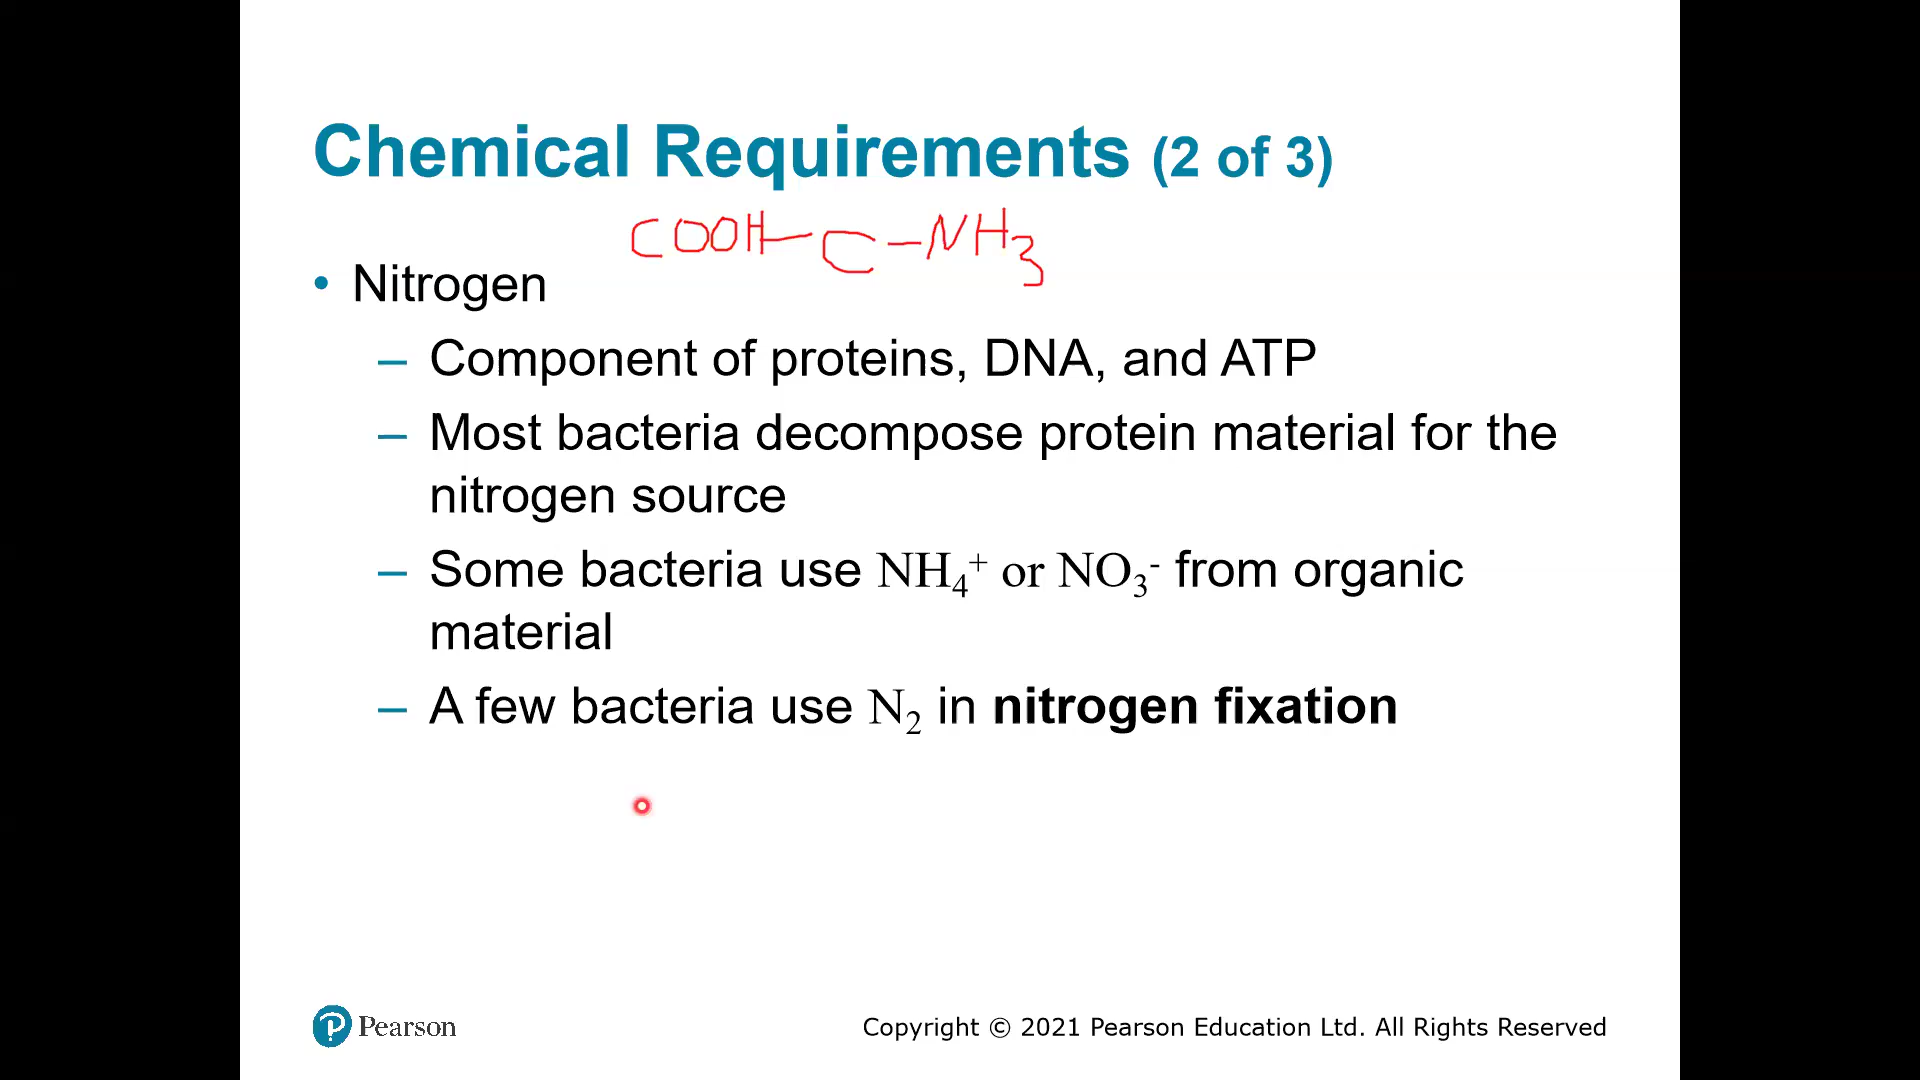 Chemical Requirements (2 of 3)
COOH-C-NH3
• Nitrogen
– Component of proteins, DNA, and ATP
– Most bacteria decompose protein material for the
nitrogen source
– Some bacteria use NH₄⁺ or NO₃⁻ from organic
material
– A few bacteria use N₂ in nitrogen fixation
Pearson
Copyright © 2021 Pearson Education Ltd. All Rights Reserved